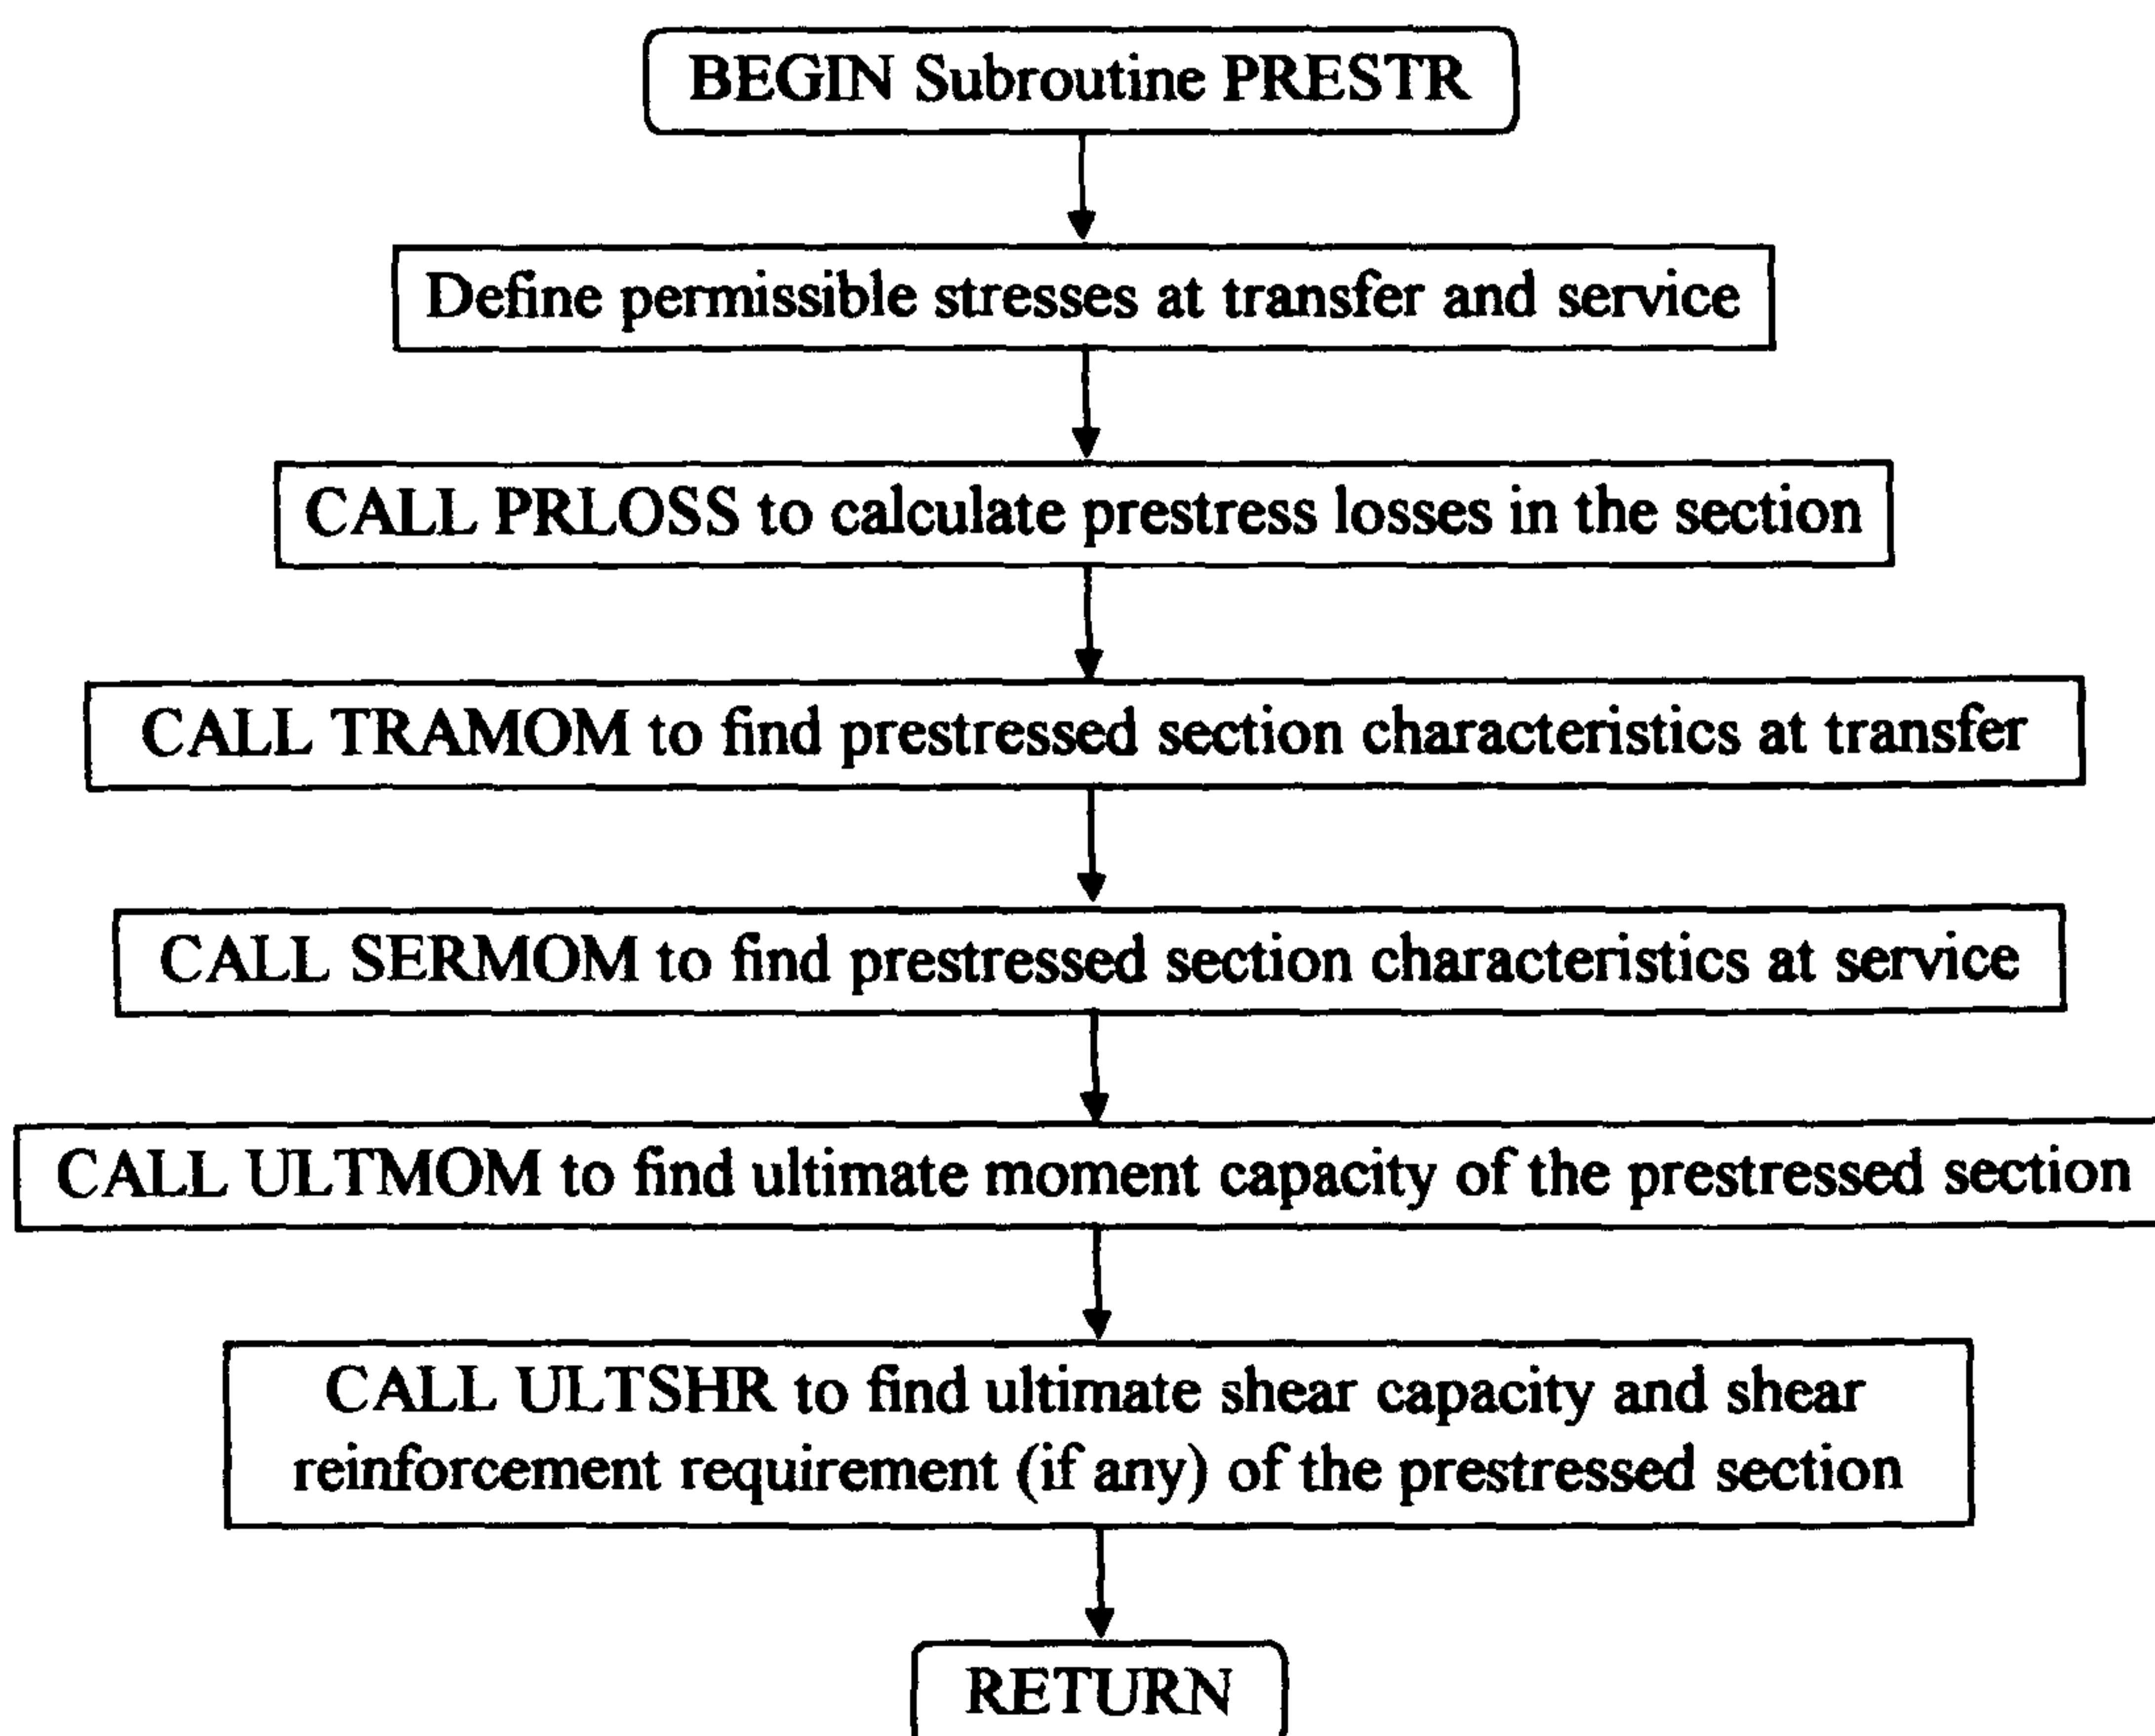 BEGIN Subroutine PRESTR
Define permissible stresses at transfer and service
CALL PRLOSS to calculate prestress losses in the section
CALL TRAMOM to find prestressed section characteristics at transfer
CALL SERMOM to find prestressed section characteristics at service
CALL ULTMOM to find ultimate moment capacity of the prestressed section
CALL ULTSHR to find ultimate shear capacity and shear
reinforcement requirement (if any) of the prestressed section
RETURN